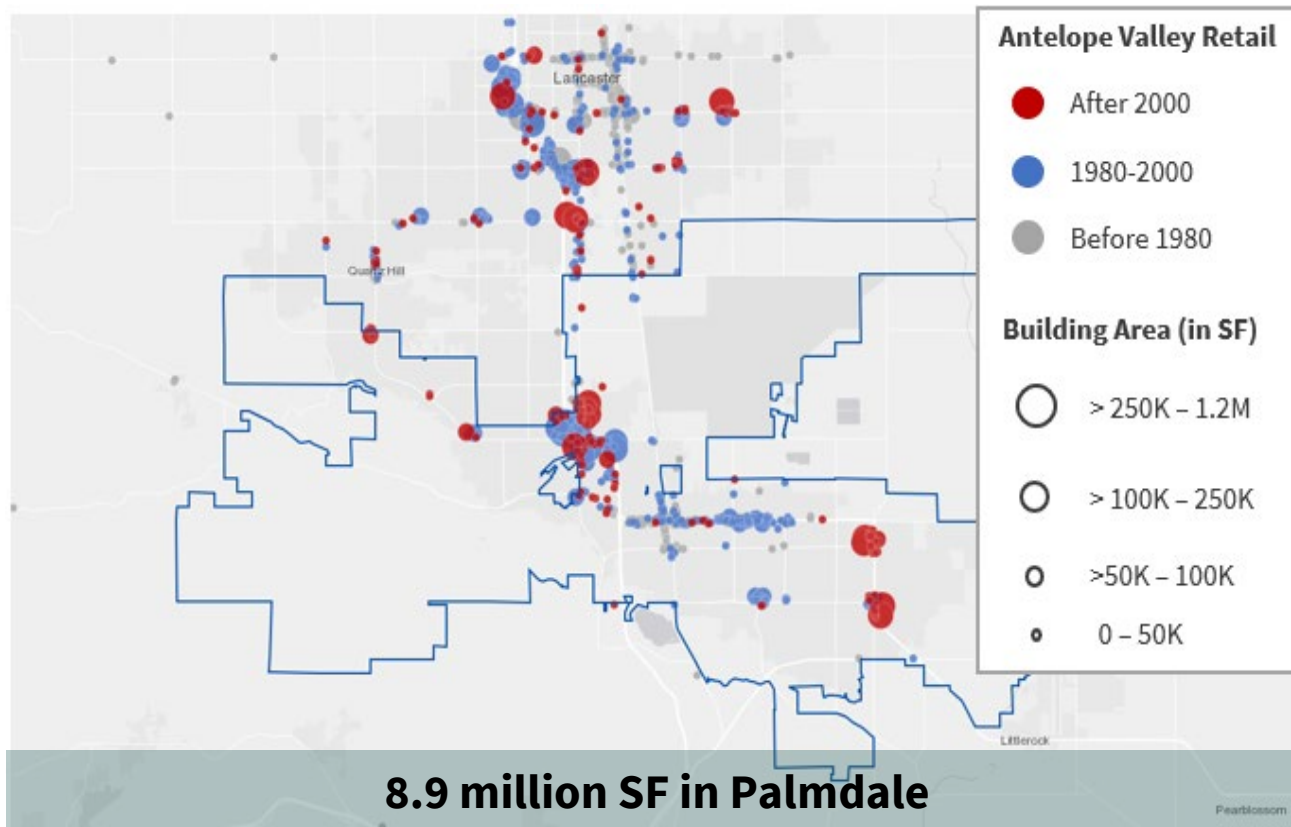 Antelope Valley Retail
After 2000
1980-2000
Before 1980
Building Area (in SF)
> 250K – 1.2M
> 100K – 250K
>50K – 100K
0 – 50K
Lancaster
Quartz Hill
Littlerock
8.9 million SF in Palmdale
Pearblossom